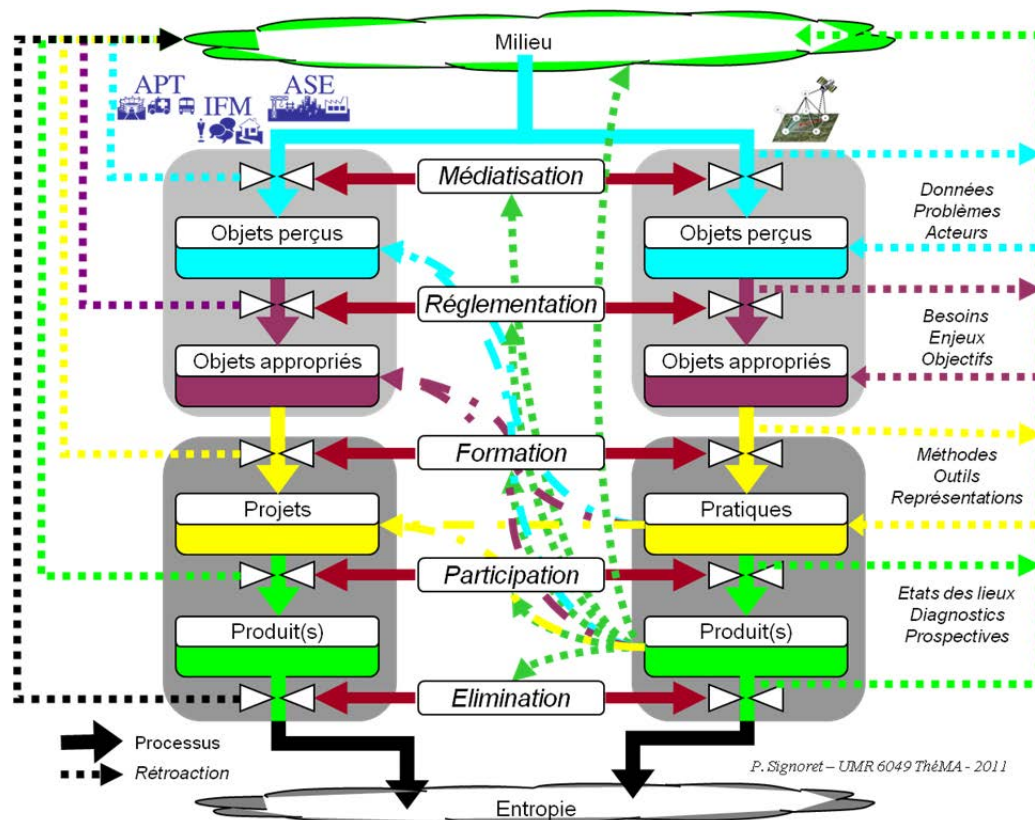 Milieu
APT
IFM
ASE
Médiatisation
Données
Problèmes
Acteurs
Objets perçus
Objets perçus
Réglementation
Besoins
Enjeux
Objectifs
Objets appropriés
Objets appropriés
Formation
Méthodes
Outils
Représentations
Projets
Pratiques
Participation
Etats des lieux
Diagnostics
Prospectives
Produit(s)
Produit(s)
Elimination
Processus
Rétroaction
P. Signoret – UMR 6049 ThéMA - 2011
Entropie